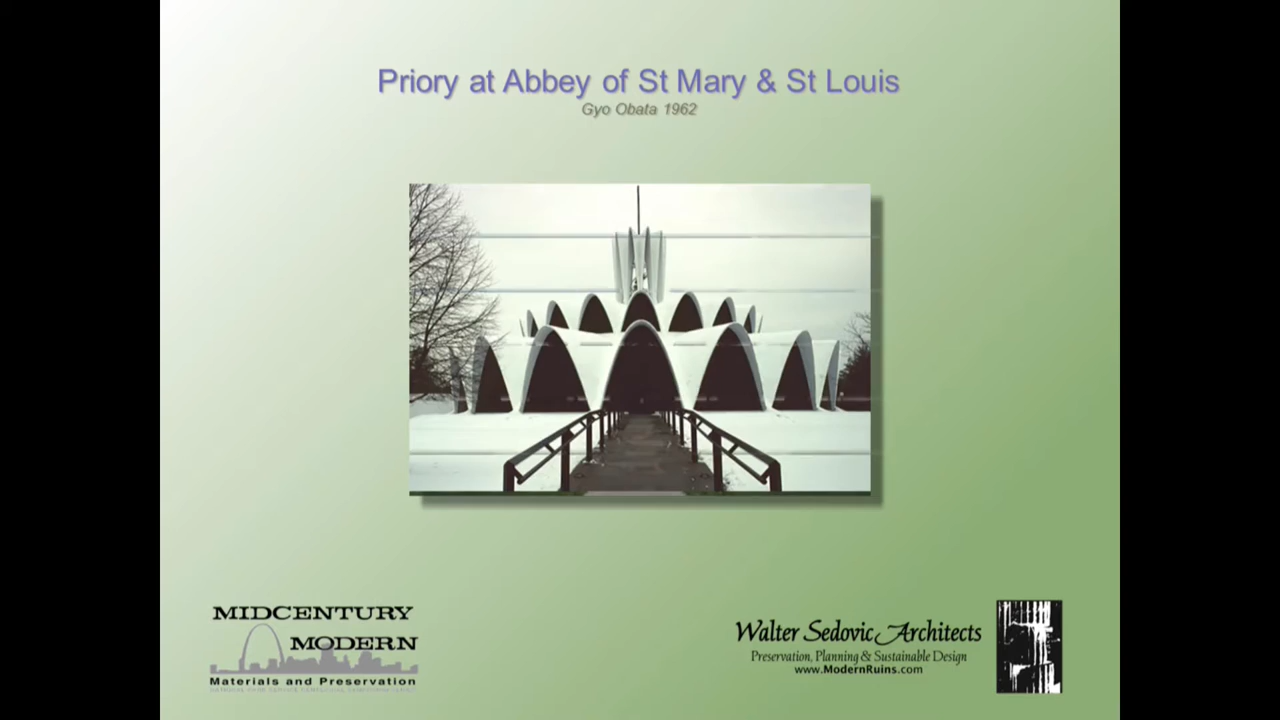 Priory at Abbey of St Mary & St Louis
Gyo Obata 1962
MIDCENTURY
MODERN
Materials and Preservation
Walter Sedovic Architects
Preservation, Planning & Sustainable Design
www.ModernRuins.com